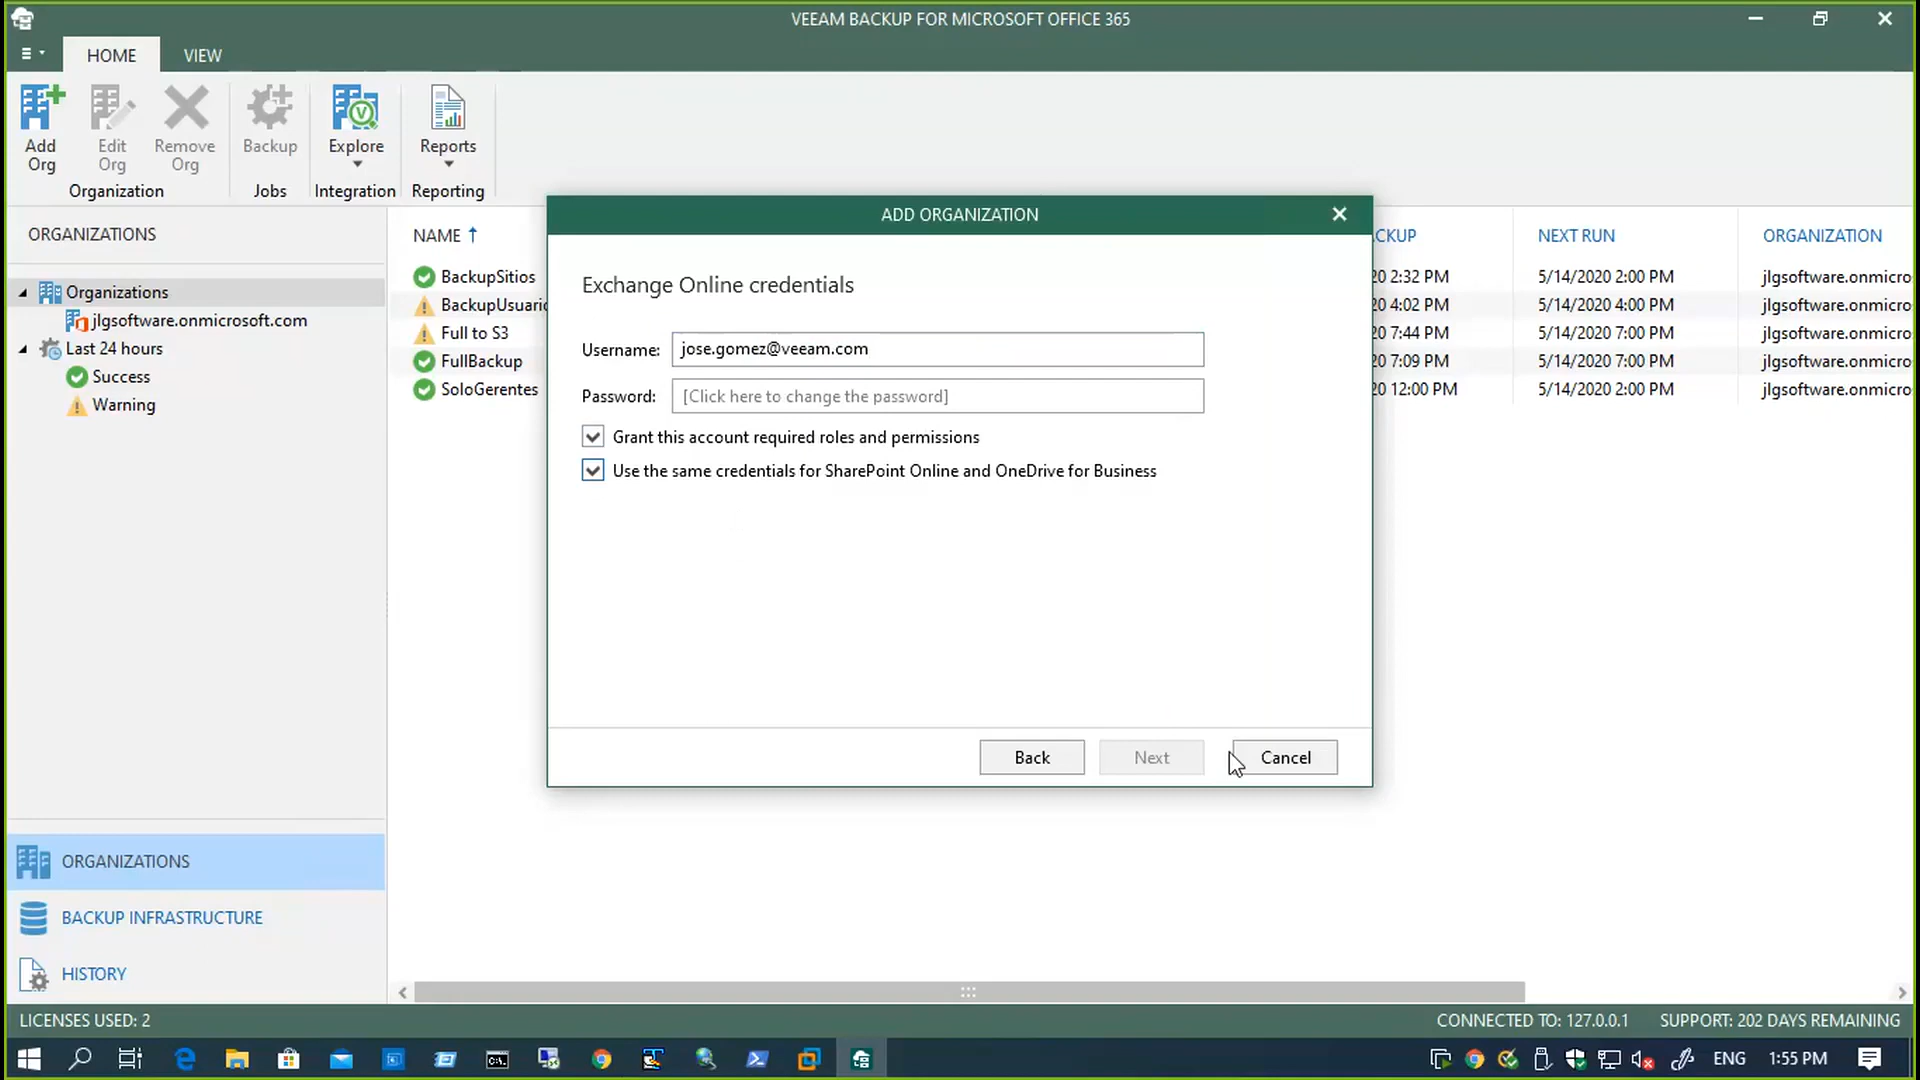 VEEAM BACKUP FOR MICROSOFT OFFICE 365
HOME VIEW
Add Org
Edit Org
Remove Org
Backup
Explore
Reports
Organization
Jobs
Integration
Reporting
ORGANIZATIONS
Organizations
jlgsoftware.onmicrosoft.com
Last 24 hours
Success
Warning
NAME
BackupSitios
BackupUsuario
Full to S3
FullBackup
SoloGerentes
ADD ORGANIZATION
Exchange Online credentials
Username: jose.gomez@veeam.com
Password: [Click here to change the password]
Grant this account required roles and permissions
Use the same credentials for SharePoint Online and OneDrive for Business
Back Next Cancel
CKUP NEXT RUN ORGANIZATION
20 2:32 PM 5/14/2020 2:00 PM jlgsoftware.onmicro
20 4:02 PM 5/14/2020 4:00 PM jlgsoftware.onmicro
20 7:44 PM 5/14/2020 7:00 PM jlgsoftware.onmicro
20 7:09 PM 5/14/2020 7:00 PM jlgsoftware.onmicro
20 12:00 PM 5/14/2020 2:00 PM jlgsoftware.onmicro
ORGANIZATIONS
BACKUP INFRASTRUCTURE
HISTORY
LICENSES USED: 2
CONNECTED TO: 127.0.0.1 SUPPORT: 202 DAYS REMAINING
ENG 1:55 PM